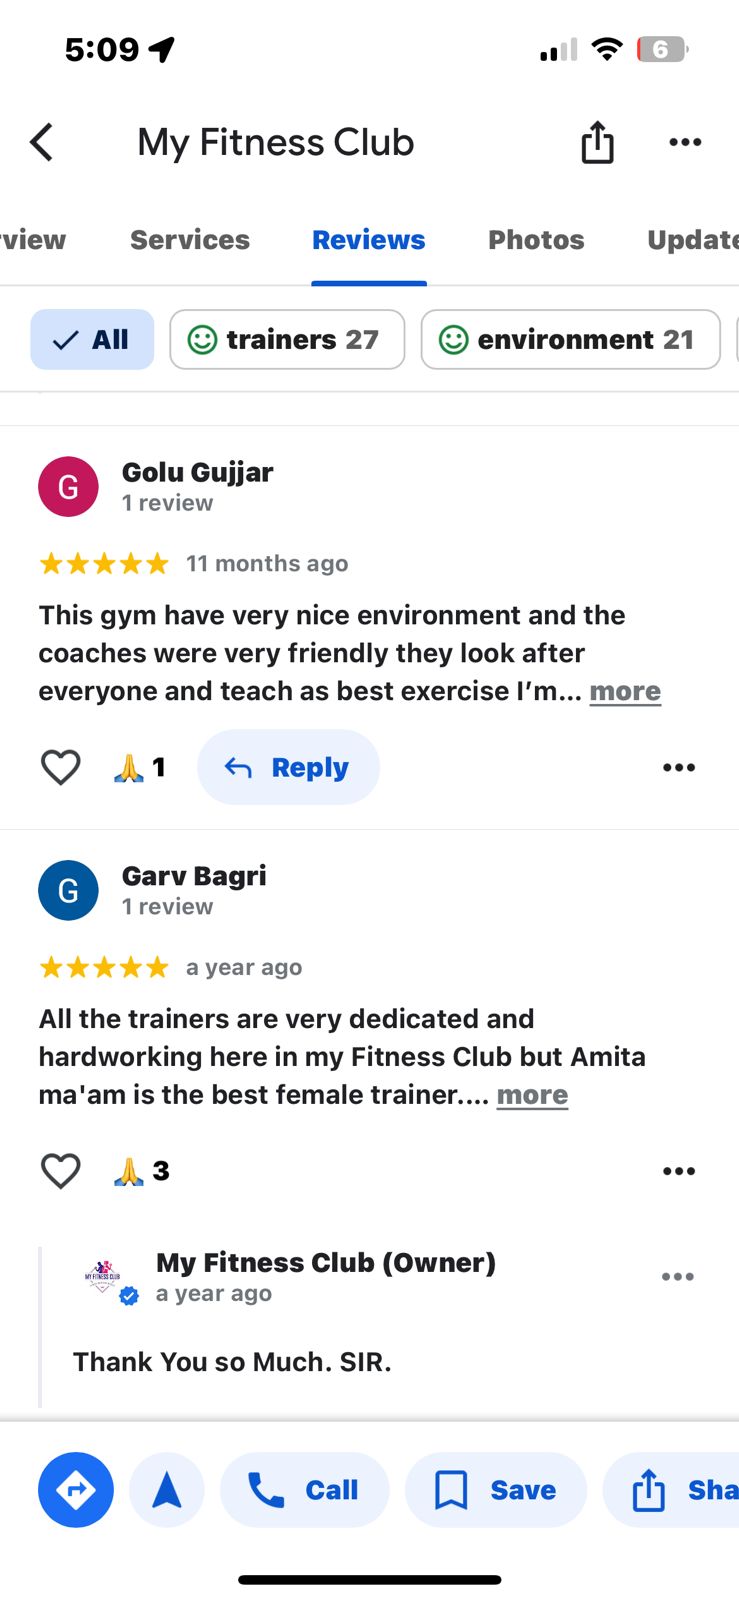 5:09
6
My Fitness Club
rview Services Reviews Photos Update
All trainers 27 environment 21
G
Golu Gujjar
1 review
11 months ago
This gym have very nice environment and the
coaches were very friendly they look after
everyone and teach as best exercise I’m... more
🙏 1 Reply
G
Garv Bagri
1 review
a year ago
All the trainers are very dedicated and
hardworking here in my Fitness Club but Amita
ma'am is the best female trainer.... more
🙏 3
MY FITNESS CLUB
My Fitness Club (Owner)
a year ago
Thank You so Much. SIR.
Call Save Sha